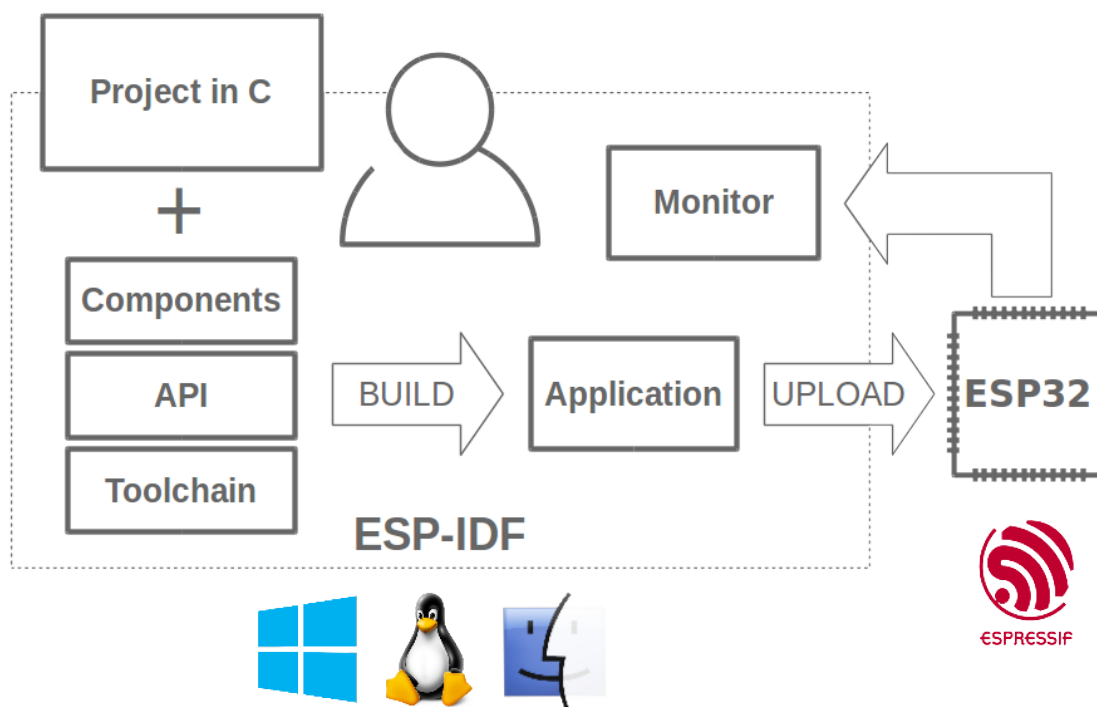 Project in C
+
Components
API
Toolchain
BUILD
Application
UPLOAD
Monitor
ESP32
ESP-IDF
ESPRESSIF